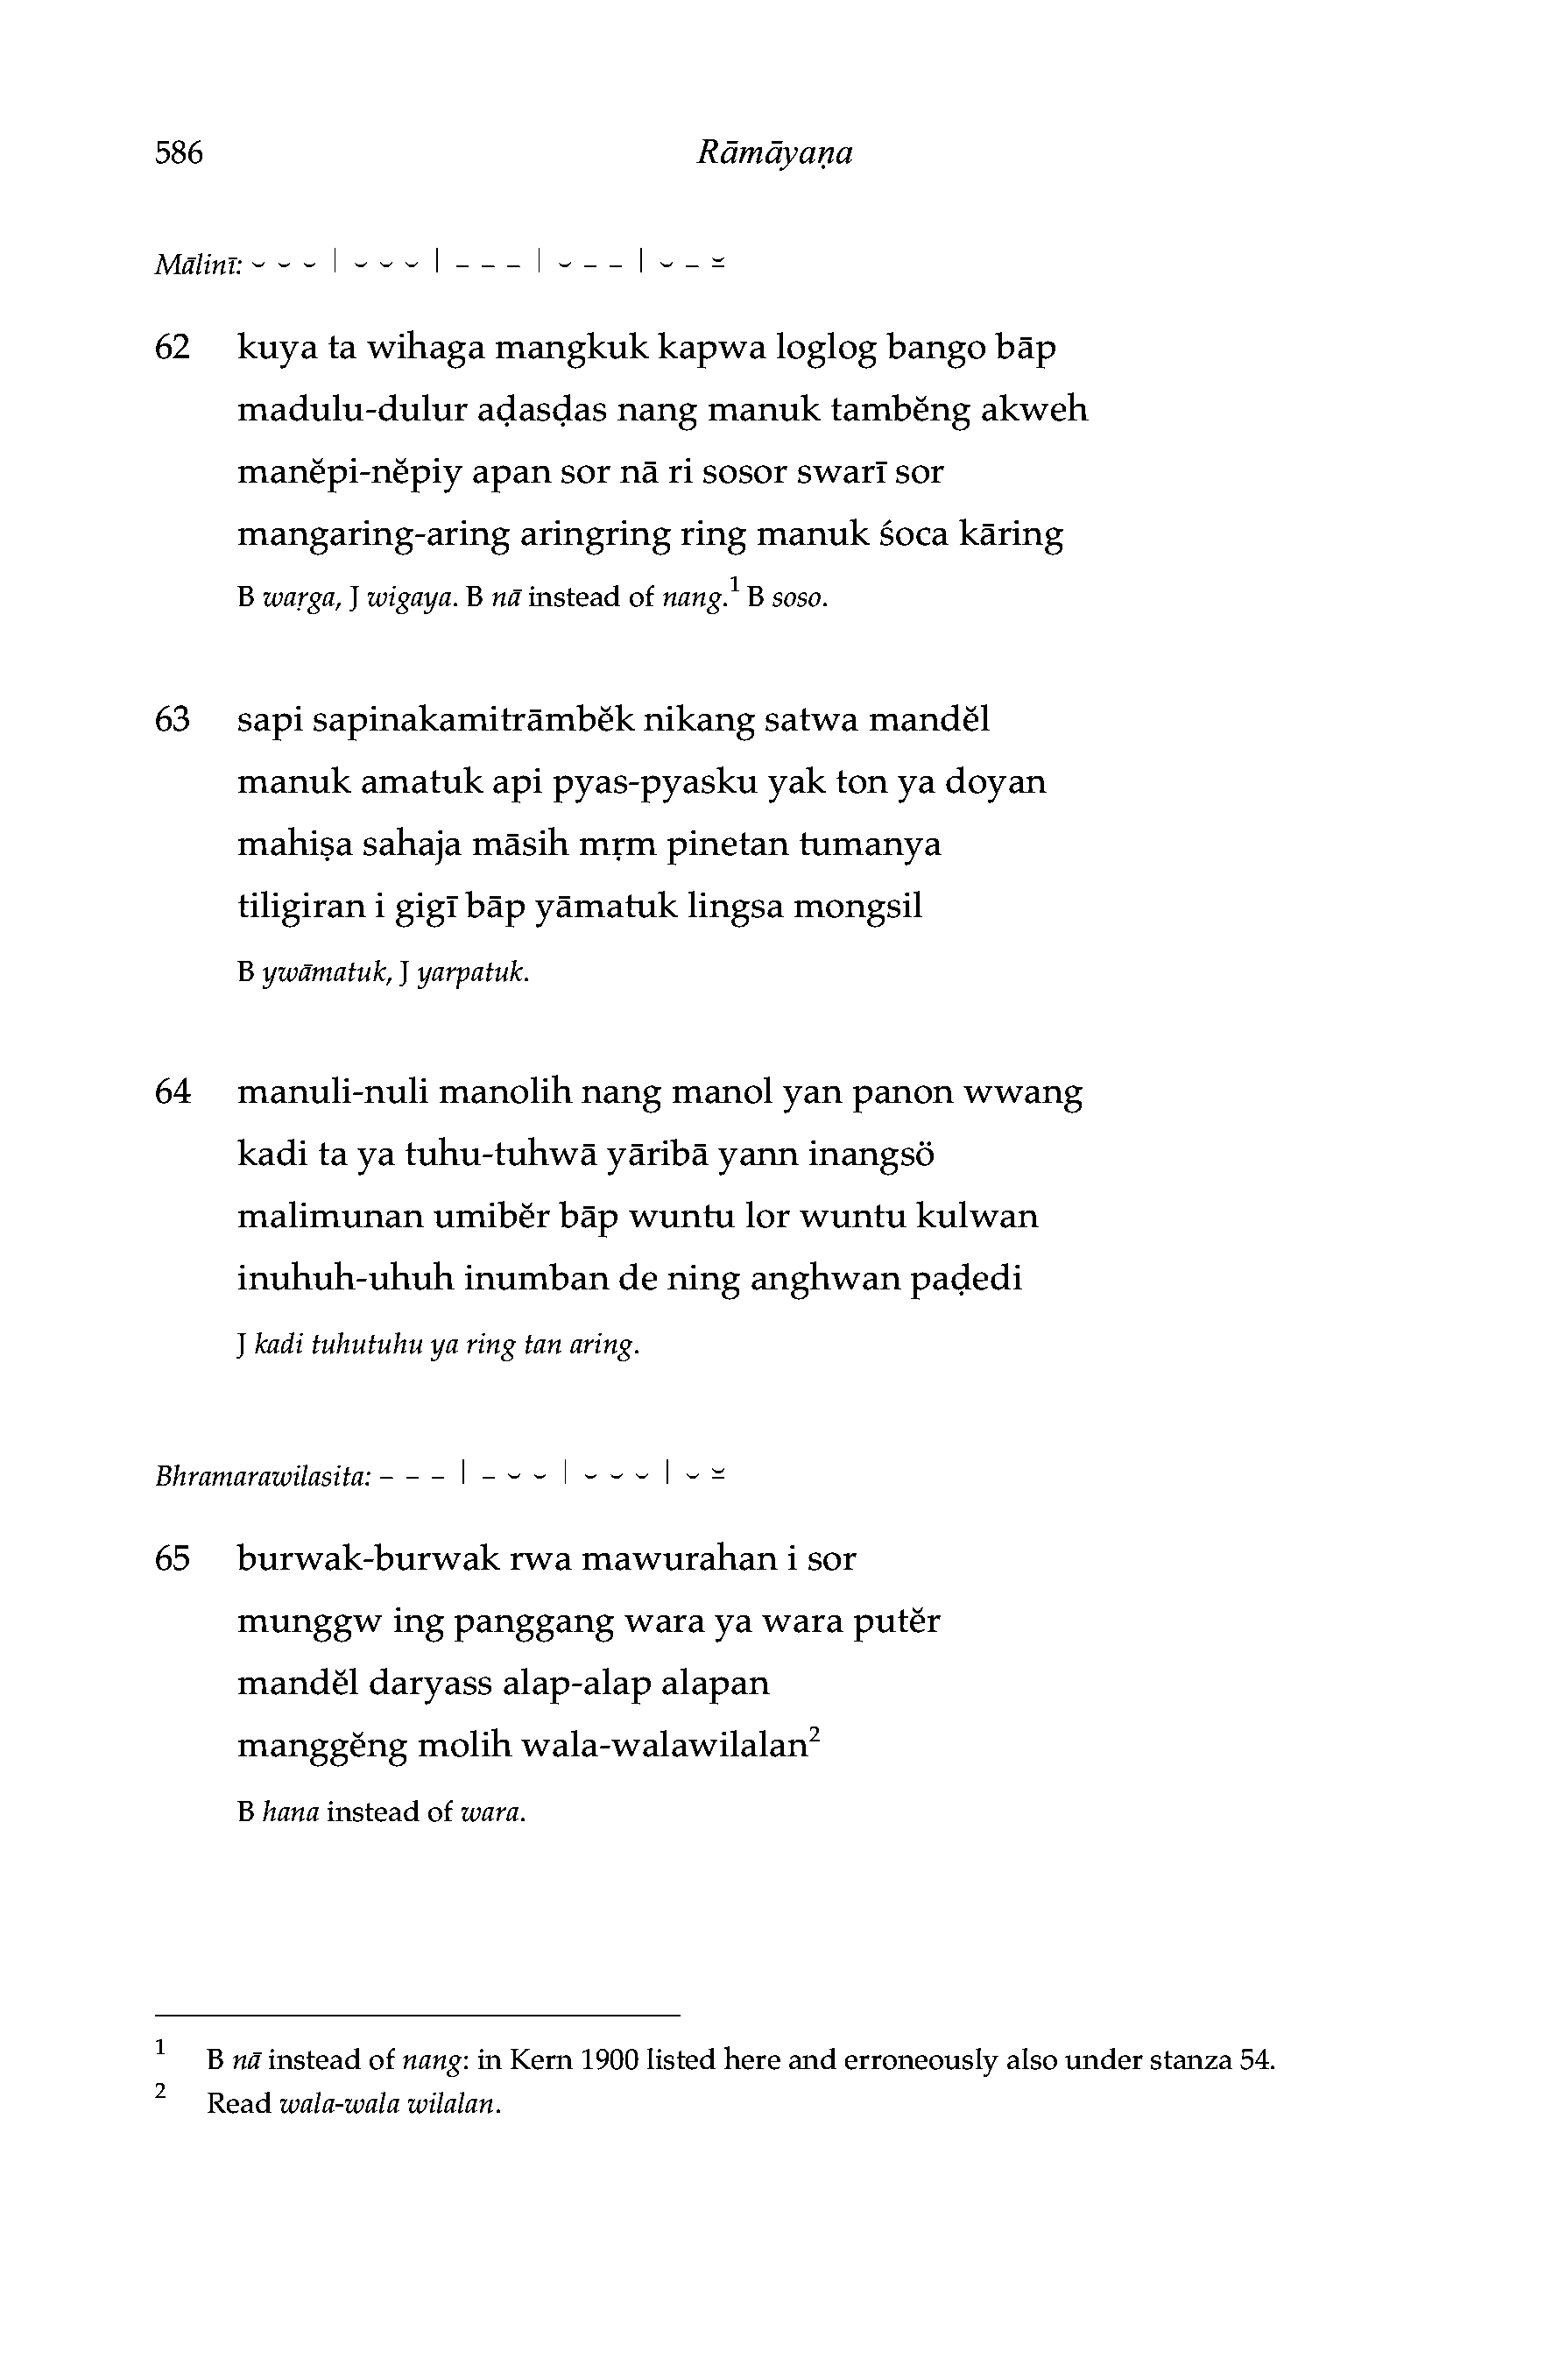 586 Rāmāyaṇa
Mālinī: ⏑ ⏑ ⏑ | ⏑ ⏑ ⏑ | – – – | ⏑ – – | ⏑ – ⏓
62 kuya ta wihaga mangkuk kapwa loglog bango bāp
madulu-dulur aḍasḍas nang manuk tambĕng akweh
manĕpi-nĕpiy apan sor nā ri sosor swarī sor
mangaring-aring aringring ring manuk śoca kāring
B waṛga, J wigaya. B nā instead of nang.¹ B soso.
63 sapi sapinakamitrāmbĕk nikang satwa mandĕl
manuk amatuk api pyas-pyasku yak ton ya doyan
mahiṣa sahaja māsih mṛm pinetan tumanya
tiligiran i gigī bāp yāmatuk lingsa mongsil
B ywāmatuk, J yarpatuk.
64 manuli-nuli manolih nang manol yan panon wwang
kadi ta ya tuhu-tuhwā yāribā yann inangsö
malimunan umibĕr bāp wuntu lor wuntu kulwan
inuhuh-uhuh inumban de ning anghwan paḍedi
J kadi tuhutuhu ya ring tan aring.
Bhramarawilasita: – – – | – ⏑ ⏑ | ⏑ ⏑ ⏑ | ⏑ ⏓
65 burwak-burwak rwa mawurahan i sor
munggw ing panggang wara ya wara putĕr
mandĕl daryass alap-alap alapan
manggĕng molih wala-walawilalan²
B hana instead of wara.
¹ B nā instead of nang: in Kern 1900 listed here and erroneously also under stanza 54.
² Read wala-wala wilalan.